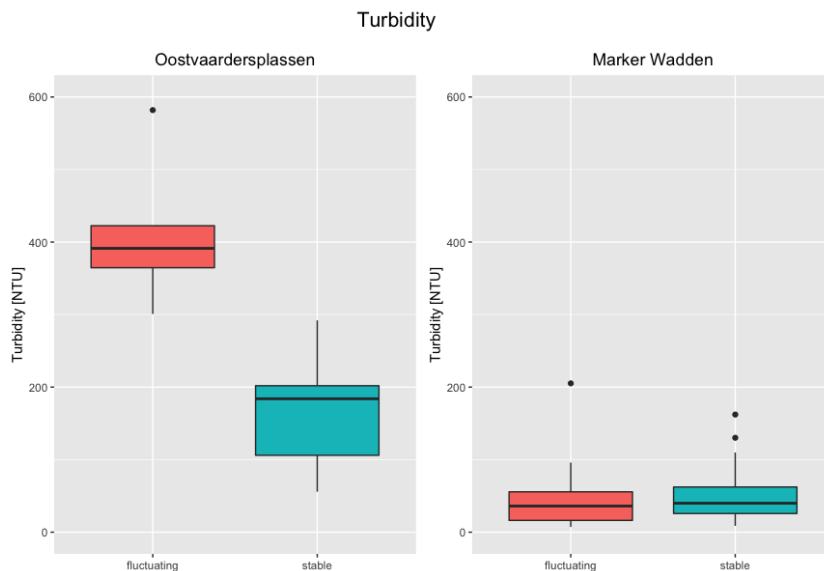 Turbidity
Oostvaardersplassen
Turbidity [NTU]
600
400
200
0
fluctuating
stable
Marker Wadden
Turbidity [NTU]
600
400
200
0
fluctuating
stable